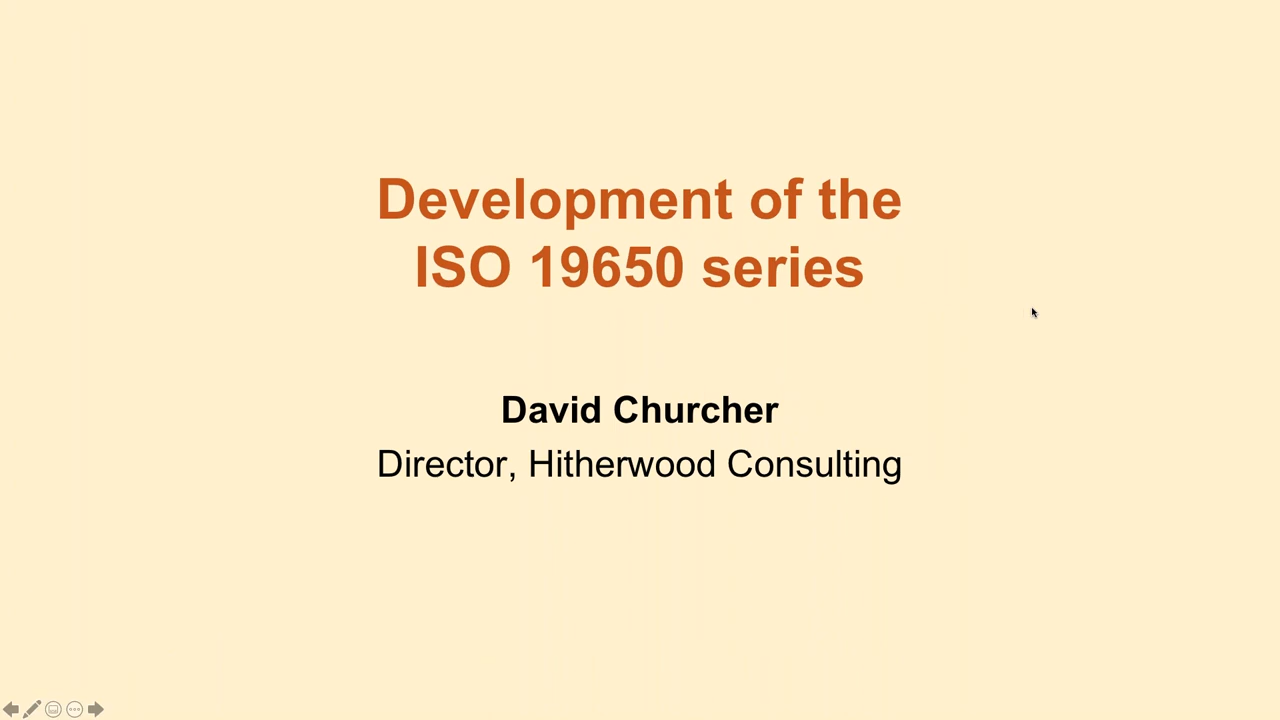 Development of the
ISO 19650 series
David Churcher
Director, Hitherwood Consulting